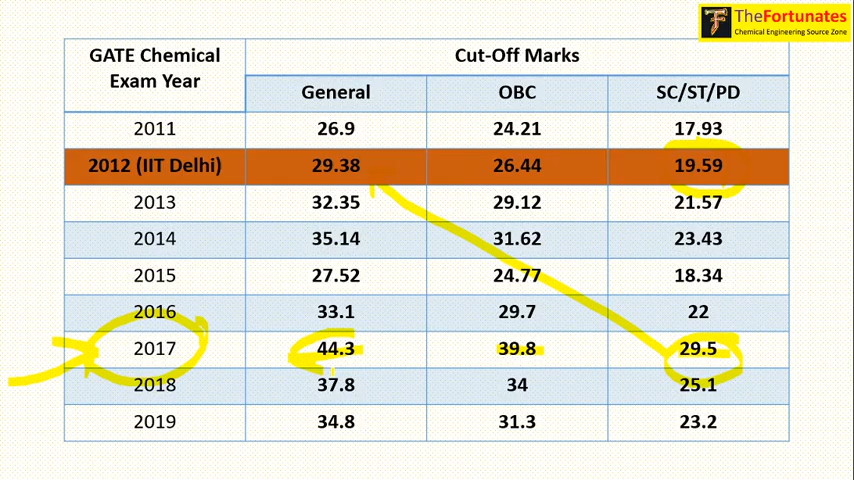 TheFortunates
Chemical Engineering Source Zone
GATE Chemical Exam Year Cut-Off Marks
General OBC SC/ST/PD
2011 26.9 24.21 17.93
2012 (IIT Delhi) 29.38 26.44 19.59
2013 32.35 29.12 21.57
2014 35.14 31.62 23.43
2015 27.52 24.77 18.34
2016 33.1 29.7 22
2017 44.3 39.8 29.5
2018 37.8 34 25.1
2019 34.8 31.3 23.2